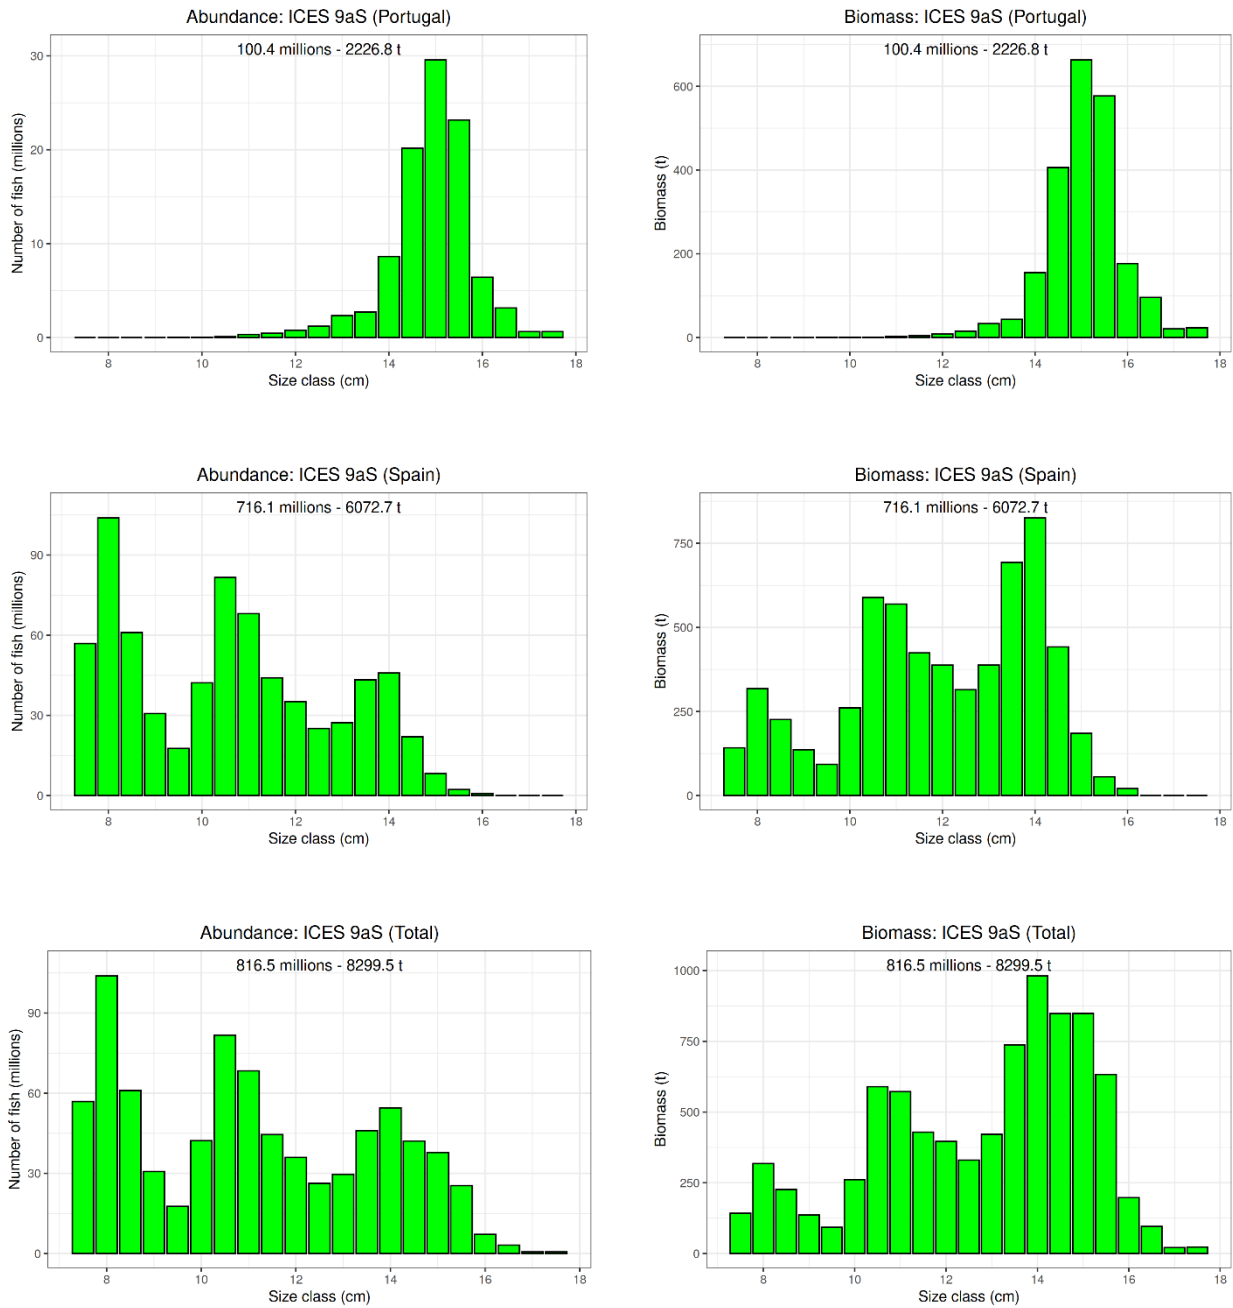 Abundance: ICES 9aS (Portugal)
100.4 millions - 2226.8 t
Number of fish (millions)
30
20
10
0
8 10 12 14 16 18
Size class (cm)
Biomass: ICES 9aS (Portugal)
100.4 millions - 2226.8 t
Biomass (t)
600
400
200
0
8 10 12 14 16 18
Size class (cm)
Abundance: ICES 9aS (Spain)
716.1 millions - 6072.7 t
Number of fish (millions)
90
60
30
0
8 10 12 14 16 18
Size class (cm)
Biomass: ICES 9aS (Spain)
716.1 millions - 6072.7 t
Biomass (t)
750
500
250
0
8 10 12 14 16 18
Size class (cm)
Abundance: ICES 9aS (Total)
816.5 millions - 8299.5 t
Number of fish (millions)
90
60
30
0
8 10 12 14 16 18
Size class (cm)
Biomass: ICES 9aS (Total)
816.5 millions - 8299.5 t
Biomass (t)
1000
750
500
250
0
8 10 12 14 16 18
Size class (cm)